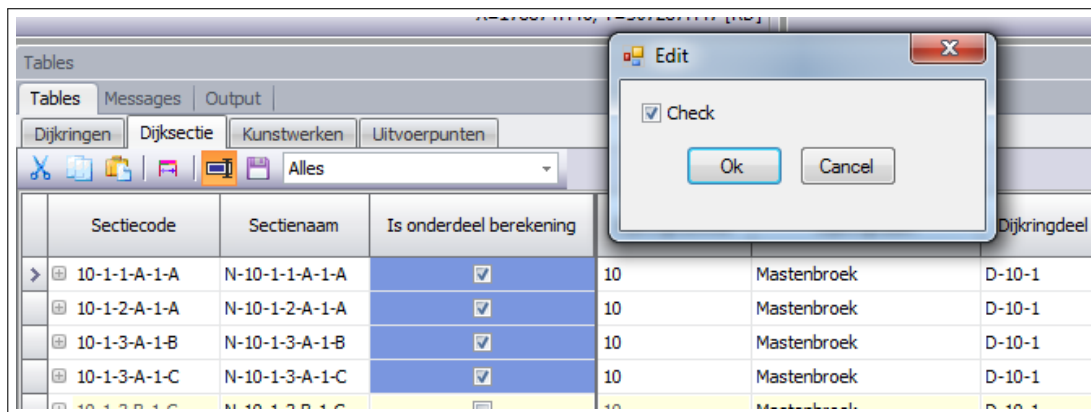 Tables
Edit
Tables Messages Output
Check
Dijkringen Dijksectie Kunstwerken Uitvoerpunten
Alles
Ok Cancel
Sectiecode Sectienaam Is onderdeel berekening Dijkringdeel
10-1-1-A-1-A N-10-1-1-A-1-A 10 Mastenbroek D-10-1
10-1-2-A-1-A N-10-1-2-A-1-A 10 Mastenbroek D-10-1
10-1-3-A-1-B N-10-1-3-A-1-B 10 Mastenbroek D-10-1
10-1-3-A-1-C N-10-1-3-A-1-C 10 Mastenbroek D-10-1